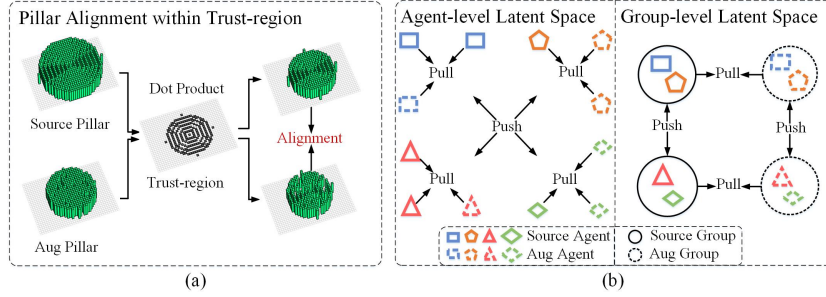 Pillar Alignment within Trust-region
Source Pillar
Dot Product
Trust-region
Alignment
Aug Pillar
(a)
Agent-level Latent Space
Group-level Latent Space
Pull
Pull
Pull
Push
Push
Push
Pull
Pull
Pull
Source Agent
Source Group
Aug Agent
Aug Group
(b)